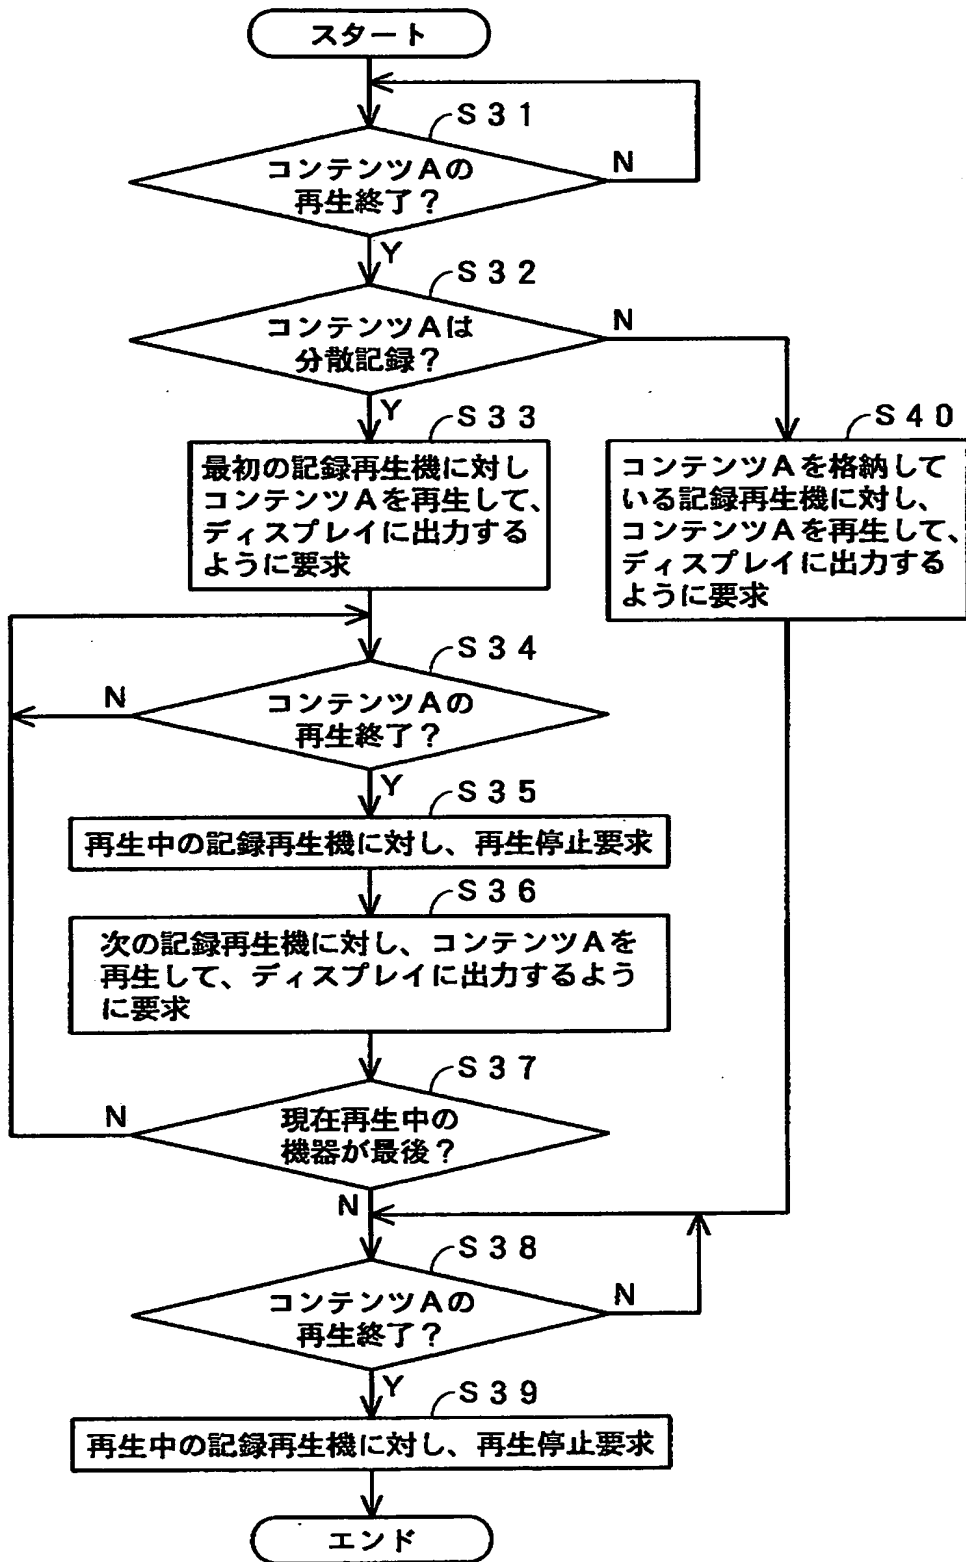 スタート
S31
コンテンツAの
再生終了?
N
Y
S32
コンテンツAは
分散記録?
N
Y
S33
最初の記録再生機に対し
コンテンツAを再生して、
ディスプレイに出力する
ように要求
S40
コンテンツAを格納して
いる記録再生機に対し、
コンテンツAを再生して、
ディスプレイに出力する
ように要求
S34
コンテンツAの
再生終了?
N
Y
S35
再生中の記録再生機に対し、再生停止要求
S36
次の記録再生機に対し、コンテンツAを
再生して、ディスプレイに出力するよう
に要求
S37
現在再生中の
機器が最後?
N
N
S38
コンテンツAの
再生終了?
N
Y
S39
再生中の記録再生機に対し、再生停止要求
エンド